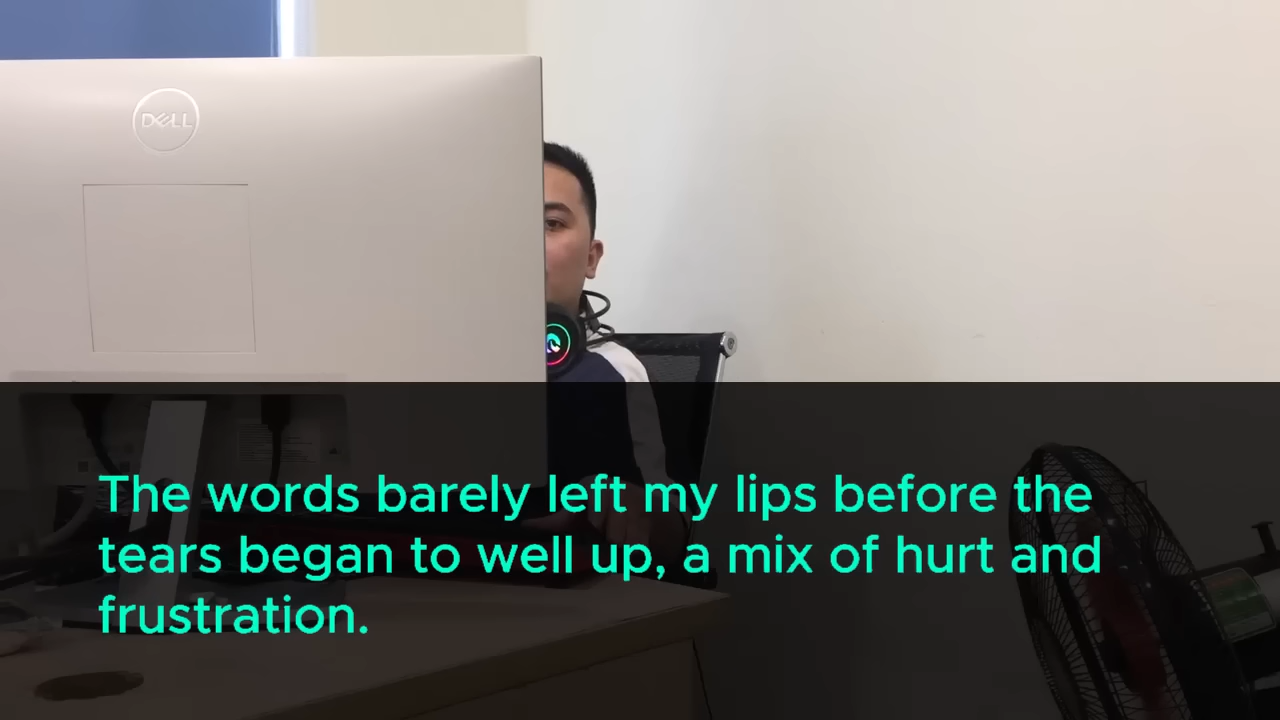 DELL
The words barely left my lips before the
tears began to well up, a mix of hurt and
frustration.